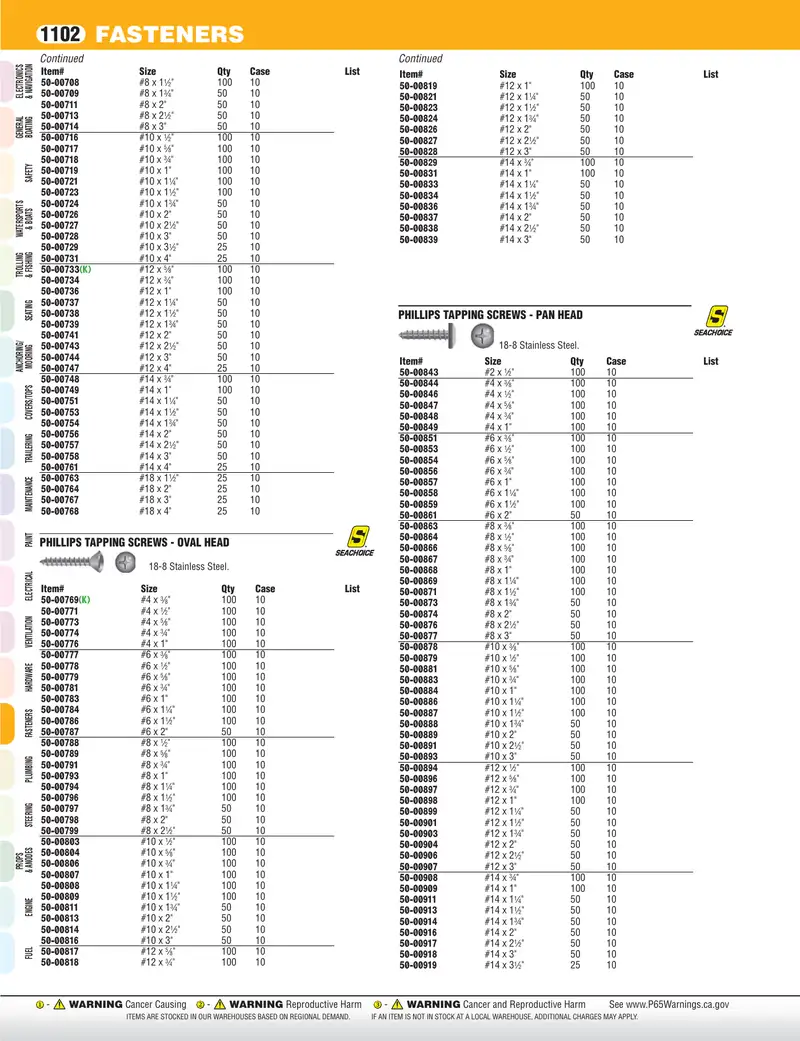 1102 FASTENERS
ELECTRONICS
& NAVIGATION
GENERAL
BOATING
SAFETY
WATERSPORTS
& BOATS
TROLLING
& FISHING
SEATING
ANCHORING/
MOORING
COVERS/TOPS
TRAILERING
MAINTENANCE
PAINT
ELECTRICAL
VENTILATION
HARDWARE
FASTENERS
PLUMBING
STEERING
PROPS
& ANODES
ENGINE
FUEL
Continued
Item# Size Qty Case List
50-00708 #8 x 1½" 100 10
50-00709 #8 x 1¾" 50 10
50-00711 #8 x 2" 50 10
50-00713 #8 x 2½" 50 10
50-00714 #8 x 3" 50 10
50-00716 #10 x ½" 100 10
50-00717 #10 x ⅝" 100 10
50-00718 #10 x ¾" 100 10
50-00719 #10 x 1" 100 10
50-00721 #10 x 1¼" 100 10
50-00723 #10 x 1½" 100 10
50-00724 #10 x 1¾" 50 10
50-00726 #10 x 2" 50 10
50-00727 #10 x 2½" 50 10
50-00728 #10 x 3" 50 10
50-00729 #10 x 3½" 25 10
50-00731 #10 x 4" 25 10
50-00733(K) #12 x ⅝" 100 10
50-00734 #12 x ¾" 100 10
50-00736 #12 x 1" 100 10
50-00737 #12 x 1¼" 50 10
50-00738 #12 x 1½" 50 10
50-00739 #12 x 1¾" 50 10
50-00741 #12 x 2" 50 10
50-00743 #12 x 2½" 50 10
50-00744 #12 x 3" 50 10
50-00747 #12 x 4" 25 10
50-00748 #14 x ¾" 100 10
50-00749 #14 x 1" 100 10
50-00751 #14 x 1¼" 50 10
50-00753 #14 x 1½" 50 10
50-00754 #14 x 1¾" 50 10
50-00756 #14 x 2" 50 10
50-00757 #14 x 2½" 50 10
50-00758 #14 x 3" 50 10
50-00761 #14 x 4" 25 10
50-00763 #18 x 1½" 25 10
50-00764 #18 x 2" 25 10
50-00767 #18 x 3" 25 10
50-00768 #18 x 4" 25 10
PHILLIPS TAPPING SCREWS - OVAL HEAD
SEACHOICE
18-8 Stainless Steel.
Item# Size Qty Case List
50-00769(K) #4 x ⅜" 100 10
50-00771 #4 x ½" 100 10
50-00773 #4 x ⅝" 100 10
50-00774 #4 x ¾" 100 10
50-00776 #4 x 1" 100 10
50-00777 #6 x ⅜" 100 10
50-00778 #6 x ½" 100 10
50-00779 #6 x ⅝" 100 10
50-00781 #6 x ¾" 100 10
50-00783 #6 x 1" 100 10
50-00784 #6 x 1¼" 100 10
50-00786 #6 x 1½" 100 10
50-00787 #6 x 2" 50 10
50-00788 #8 x ½" 100 10
50-00789 #8 x ⅝" 100 10
50-00791 #8 x ¾" 100 10
50-00793 #8 x 1" 100 10
50-00794 #8 x 1¼" 100 10
50-00796 #8 x 1½" 100 10
50-00797 #8 x 1¾" 50 10
50-00798 #8 x 2" 50 10
50-00799 #8 x 2½" 50 10
50-00803 #10 x ½" 100 10
50-00804 #10 x ⅝" 100 10
50-00806 #10 x ¾" 100 10
50-00807 #10 x 1" 100 10
50-00808 #10 x 1¼" 100 10
50-00809 #10 x 1½" 100 10
50-00811 #10 x 1¾" 50 10
50-00813 #10 x 2" 50 10
50-00814 #10 x 2½" 50 10
50-00816 #10 x 3" 50 10
50-00817 #12 x ⅝" 100 10
50-00818 #12 x ¾" 100 10
Continued
Item# Size Qty Case List
50-00819 #12 x 1" 100 10
50-00821 #12 x 1¼" 50 10
50-00823 #12 x 1½" 50 10
50-00824 #12 x 1¾" 50 10
50-00826 #12 x 2" 50 10
50-00827 #12 x 2½" 50 10
50-00828 #12 x 3" 50 10
50-00829 #14 x ¾" 100 10
50-00831 #14 x 1" 100 10
50-00833 #14 x 1¼" 50 10
50-00834 #14 x 1½" 50 10
50-00836 #14 x 1¾" 50 10
50-00837 #14 x 2" 50 10
50-00838 #14 x 2½" 50 10
50-00839 #14 x 3" 50 10
PHILLIPS TAPPING SCREWS - PAN HEAD
SEACHOICE
18-8 Stainless Steel.
Item# Size Qty Case List
50-00843 #2 x ½" 100 10
50-00844 #4 x ⅜" 100 10
50-00846 #4 x ½" 100 10
50-00847 #4 x ⅝" 100 10
50-00848 #4 x ¾" 100 10
50-00849 #4 x 1" 100 10
50-00851 #6 x ⅜" 100 10
50-00853 #6 x ½" 100 10
50-00854 #6 x ⅝" 100 10
50-00856 #6 x ¾" 100 10
50-00857 #6 x 1" 100 10
50-00858 #6 x 1¼" 100 10
50-00859 #6 x 1½" 100 10
50-00861 #6 x 2" 50 10
50-00863 #8 x ⅜" 100 10
50-00864 #8 x ½" 100 10
50-00866 #8 x ⅝" 100 10
50-00867 #8 x ¾" 100 10
50-00868 #8 x 1" 100 10
50-00869 #8 x 1¼" 100 10
50-00871 #8 x 1½" 100 10
50-00873 #8 x 1¾" 50 10
50-00874 #8 x 2" 50 10
50-00876 #8 x 2½" 50 10
50-00877 #8 x 3" 50 10
50-00878 #10 x ⅜" 100 10
50-00879 #10 x ½" 100 10
50-00881 #10 x ⅝" 100 10
50-00883 #10 x ¾" 100 10
50-00884 #10 x 1" 100 10
50-00886 #10 x 1¼" 100 10
50-00887 #10 x 1½" 100 10
50-00888 #10 x 1¾" 50 10
50-00889 #10 x 2" 50 10
50-00891 #10 x 2½" 50 10
50-00893 #10 x 3" 50 10
50-00894 #12 x ½" 100 10
50-00896 #12 x ⅝" 100 10
50-00897 #12 x ¾" 100 10
50-00898 #12 x 1" 100 10
50-00899 #12 x 1¼" 50 10
50-00901 #12 x 1½" 50 10
50-00903 #12 x 1¾" 50 10
50-00904 #12 x 2" 50 10
50-00906 #12 x 2½" 50 10
50-00907 #12 x 3" 50 10
50-00908 #14 x ¾" 100 10
50-00909 #14 x 1" 100 10
50-00911 #14 x 1¼" 50 10
50-00913 #14 x 1½" 50 10
50-00914 #14 x 1¾" 50 10
50-00916 #14 x 2" 50 10
50-00917 #14 x 2½" 50 10
50-00918 #14 x 3" 50 10
50-00919 #14 x 3½" 25 10
1 - WARNING Cancer Causing 2 - WARNING Reproductive Harm 3 - WARNING Cancer and Reproductive Harm See www.P65Warnings.ca.gov
ITEMS ARE STOCKED IN OUR WAREHOUSES BASED ON REGIONAL DEMAND. IF AN ITEM IS NOT IN STOCK AT A LOCAL WAREHOUSE, ADDITIONAL CHARGES MAY APPLY.